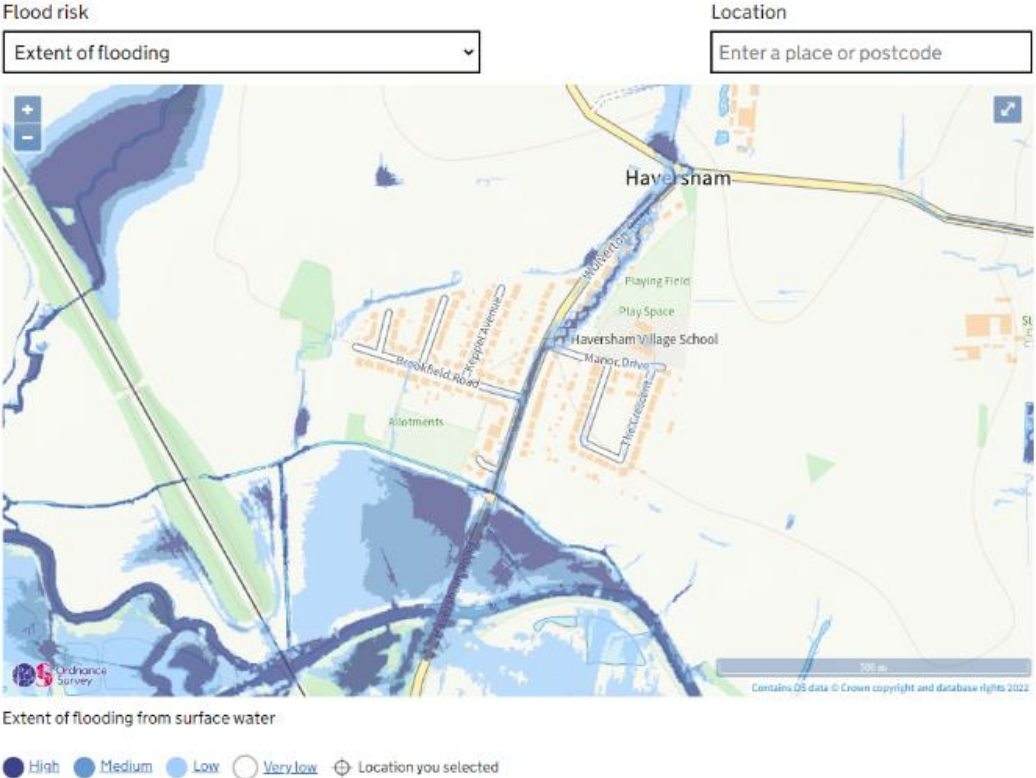 Flood risk
Location
Extent of flooding
Enter a place or postcode
+
−
Haversham
Wolverton
Playing Field
Play Space
Haversham Village School
Keppel Avenue
Manor Drive
Brookfield Road
The Crescent
Allotments
St
Ordnance
Survey
Contains OS data © Crown copyright and database rights 2022
Extent of flooding from surface water
High Medium Low Very low Location you selected